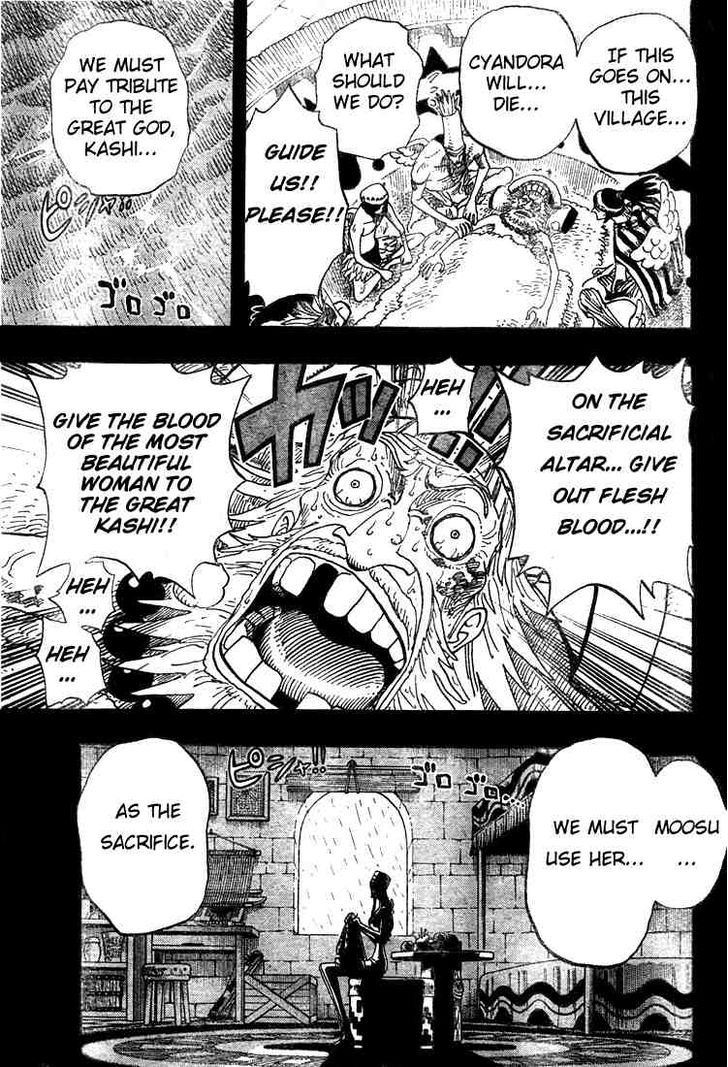 IF THIS
GOES ON...
THIS
VILLAGE...
CYANDORA
WILL...
DIE...
WHAT
SHOULD
WE DO?
GUIDE
US!!
PLEASE!!
WE MUST
PAY TRIBUTE
TO THE
GREAT GOD,
KASHI...
ピシャ!!
ゴロゴロ
ON THE
SACRIFICIAL
ALTAR... GIVE
OUT FLESH
BLOOD...!!
HEH
...
カッ!!
GIVE THE BLOOD
OF THE MOST
BEAUTIFUL
WOMAN TO
THE GREAT
KASHI!!
HEH
...
HEH
...
MOOSU
...
WE MUST
USE HER...
ゴロゴロ...
ピシャ!!
AS THE
SACRIFICE.